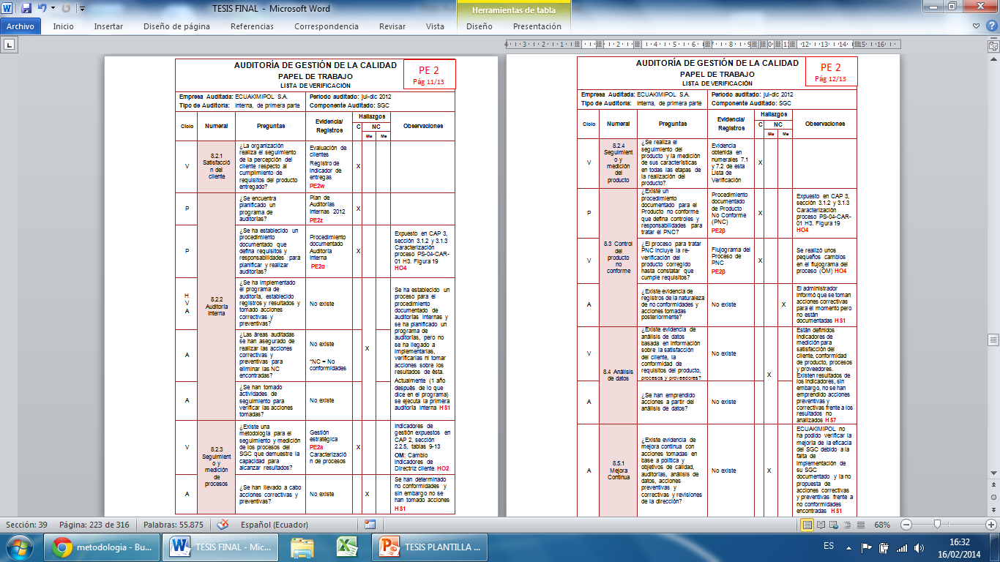 TESIS FINAL - Microsoft Word
Herramientas de tabla
Archivo Inicio Insertar Diseño de página Referencias Correspondencia Revisar Vista Diseño Presentación
AUDITORÍA DE GESTIÓN DE LA CALIDAD
PAPEL DE TRABAJO
LISTA DE VERIFICACIÓN
PE 2
Pág 11/13
Empresa Auditada: ECUAKIMIPOL S.A.
Periodo auditado: jul-dic 2012
Tipo de Auditoría: Interna, de primera parte
Componente Auditado: SGC
Ciclo
Numeral
Preguntas
Evidencia/
Registros
Hallazgos
C NC
Observaciones
V
8.2.1
Satisfacció
n del
cliente
¿La organización
realiza el seguimiento
de la percepción del
cliente respecto al
cumplimiento de
requisitos del producto
entregado?
Evaluación de
clientes
Registro de
Indicador de
entregas
PE2w
X
P
¿Se encuentra
planificado un
programa de
auditorías?
Plan de
Auditorías
Internas 2012
PE2z
X
P
¿Se ha establecido un
procedimiento
documentado que
defina requisitos y
responsabilidades para
planificar y realizar
auditorías?
Procedimiento
documentado
Auditoría
Interna
PE2α
X
Expuesto en CAP 3,
sección 3.1.2 y 3.1.3
Caracterización
proceso PS-04-CAR-
01 H3. Figura 19
HO4
8.2.2
Auditoría
Interna
H
V
A
¿Se ha implementado
el programa de
auditoría, establecido
registros y resultados y
tomado acciones
correctivas y
preventivas?
No existe
A
¿Las áreas auditadas
se han asegurado de
realizar las acciones
correctivas y
preventivas para
eliminar las NC
encontradas?
No existe
*NC = No
conformidades
X
A
¿Se han tomado
actividades de
seguimiento para
verificar las acciones
tomadas?
No existe
Se ha establecido un
proceso para el
procedimiento
documentado de
auditorías internas y
se ha planificado un
programa de
auditorías, pero no
se ha llegado a
implementarlas,
verificarlas ni tomar
acciones sobre los
resultados de ésta.
Actualmente (1 año
después de lo que
dice en el programa)
se ejecuta la primera
auditoría interna HS1
V
8.2.3
Seguimient
o y
medición
de
procesos
¿Existe una
metodología para el
seguimiento y medición
de los procesos del
SGC que demuestre la
capacidad para
alcanzar resultados?
Gestión
estratégica
PE2a
Caracterizació
n de procesos
X
Indicadores de
gestión expuestos en
CAP 2, sección
2.2.5, tablas 9-13
OM: Cambio
Indicadores de
Directriz cliente HO2
A
¿Se han llevado a cabo
acciones correctivas y
preventivas?
No existe
X
Se han determinado
no conformidades y
sin embargo no se
han tomado acciones
HS1
AUDITORÍA DE GESTIÓN DE LA CALIDAD
PAPEL DE TRABAJO
LISTA DE VERIFICACIÓN
PE 2
Pág 12/13
Empresa Auditada: ECUAKIMIPOL S.A.
Periodo auditado: jul-dic 2012
Tipo de Auditoría: Interna, de primera parte
Componente Auditado: SGC
Ciclo
Numeral
Preguntas
Evidencia/
Registros
Hallazgos
C NC
Observaciones
V
8.2.4
Seguimient
o y
medición
del
producto
¿Se realiza el
seguimiento del
producto y la medición
de sus características
en todas las etapas de
la realización del
producto?
Evidencia
obtenida en
numerales 7.1
y 7.2 de esta
Lista de
Verificación
X
P
8.3 Control
del
producto
no
conforme
¿Existe un
procedimiento
documentado para el
Producto no conforme
que defina controles y
responsabilidades para
tratar el PNC?
Procedimiento
documentado
de Producto
No Conforme
(PNC)
PE2β
X
Expuesto en CAP 3,
sección 3.1.2 y 3.1.3
Caracterización
proceso PS-04-CAR-
01 H3. Figura 19
HO4
V
¿El proceso para tratar
PNC incluye la re-
verificación del
producto corregido
hasta constatar que
cumple requisitos?
Flujograma del
Proceso de
PNC
PE2β
X
Se realizó unos
pequeños cambios
en el flujograma del
proceso (OM) HO4
A
¿Existe evidencia de
registros de la naturaleza
de no conformidades y
acciones tomadas
posteriormente?
No existe
X
El administrador
informó que se toman
acciones correctivas
para el momento pero
no están
documentadas HS1
V
8.4 Análisis
de datos
¿Existe evidencia de
análisis de datos
basada en información
sobre la satisfacción
del cliente, la
conformidad de
requisitos del producto,
procesos y proveedores?
No existe
X
A
¿Se han emprendido
acciones a partir del
análisis de datos?
No existe
Están definidos
indicadores de
medición para
satisfacción del
cliente, conformidad
de producto, procesos
y proveedores.
Existen resultados de
los indicadores, sin
embargo, no se han
emprendido acciones
preventivas y
correctivas frente a los
resultados no
analizados HS7
A
8.5.1
Mejora
Continua
¿Existe evidencia de
mejora continua con
acciones tomadas en
base a política y
objetivos de calidad,
auditorías, análisis de
datos, acciones
preventivas y
correctivas y revisiones
de la dirección?
No existe
X
ECUAKIMIPOL no
ha podido verificar la
mejoría de la eficacia
del SGC debido a la
falta de
implementación de
su SGC
documentado y la no
propuesta de
acciones correctivas
y preventivas frente a
no conformidades
encontradas HS1
Sección: 39 Página: 223 de 316 Palabras: 55.875 Español (Ecuador) 68%
metodologia - Bu... TESIS FINAL - Mic... TESIS PLANTILLA ... ES 16:32
16/02/2014